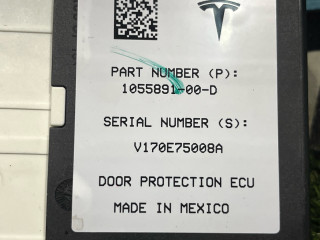 PART NUMBER (P):
1055891-00-D
SERIAL NUMBER (S):
V170E75008A
DOOR PROTECTION ECU
MADE IN MEXICO